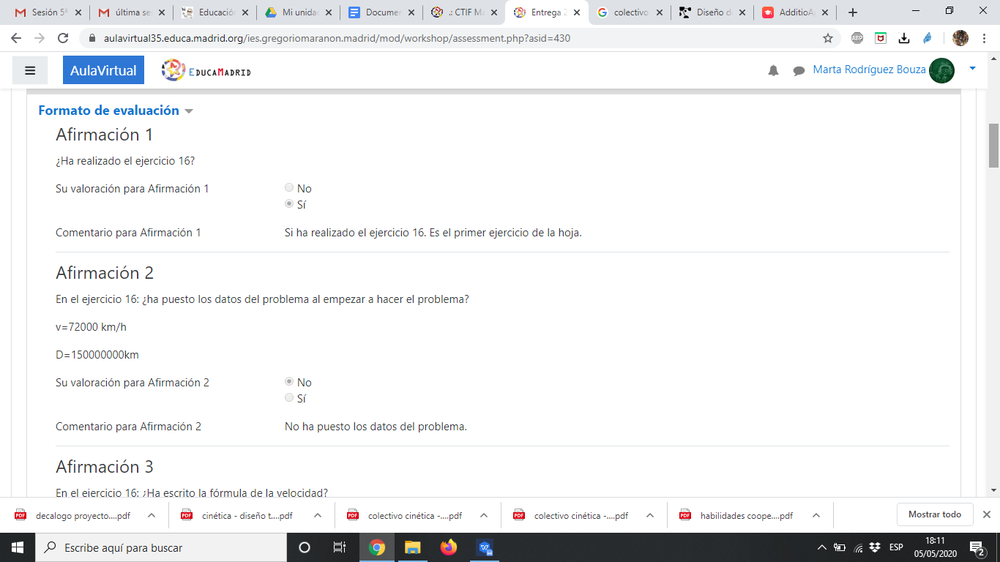 Sesión 5ª
última se
Educación
Mi unida
Documen
.: CTIF Ma
Entrega 2
colectivo
Diseño d
AdditioA
aulavirtual35.educa.madrid.org/ies.gregoriomaranon.madrid/mod/workshop/assessment.php?asid=430
ABP
AulaVirtual
EDUCAMADRID
Marta Rodríguez Bouza
Formato de evaluación
Afirmación 1
¿Ha realizado el ejercicio 16?
Su valoración para Afirmación 1
No
Sí
Comentario para Afirmación 1
Si ha realizado el ejercicio 16. Es el primer ejercicio de la hoja.
Afirmación 2
En el ejercicio 16: ¿ha puesto los datos del problema al empezar a hacer el problema?
v=72000 km/h
D=150000000km
Su valoración para Afirmación 2
No
Sí
Comentario para Afirmación 2
No ha puesto los datos del problema.
Afirmación 3
En el ejercicio 16: ¿Ha escrito la fórmula de la velocidad?
decalogo proyecto....pdf
cinética - diseño t....pdf
colectivo cinética -....pdf
colectivo cinética -....pdf
habilidades coope....pdf
Mostrar todo
Escribe aquí para buscar
ESP
18:11
05/05/2020
2